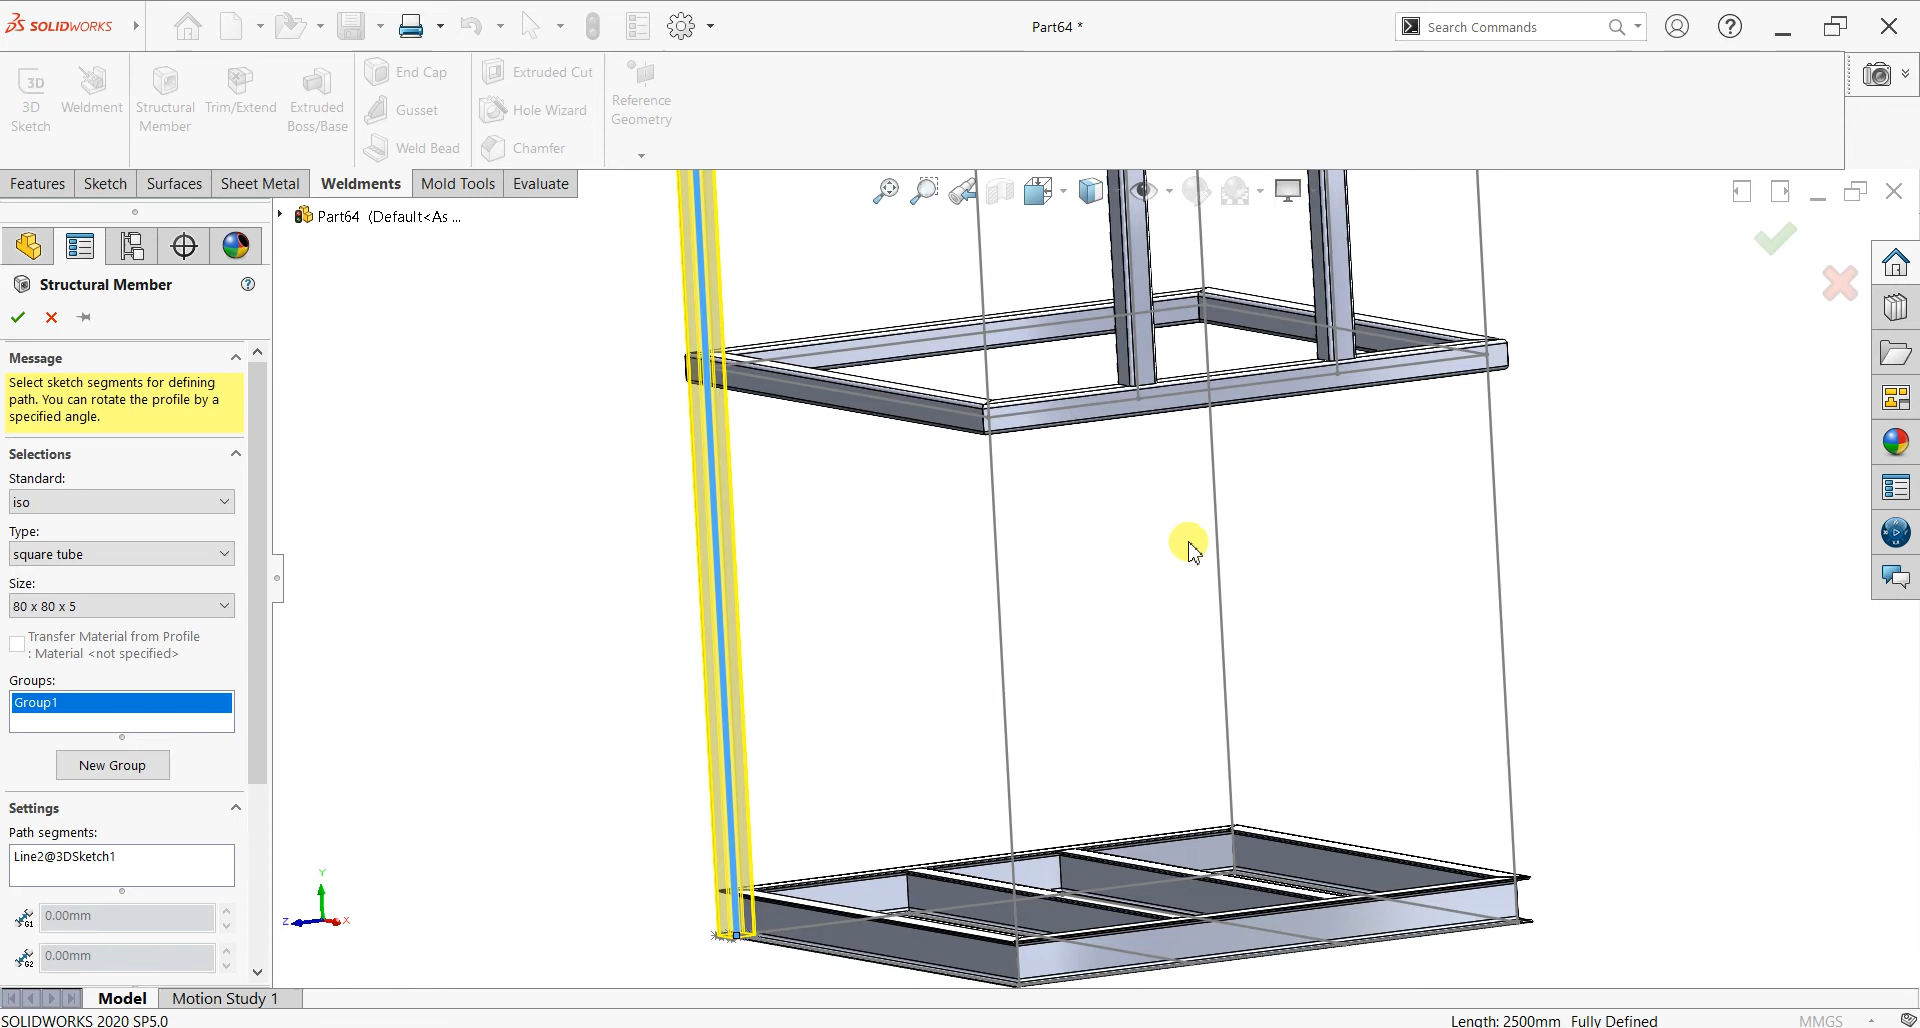 SOLIDWORKS
Part64 *
Search Commands
3D
3D Sketch
Weldment
Structural Member
Trim/Extend
Extruded Boss/Base
End Cap
Gusset
Weld Bead
Extruded Cut
Hole Wizard
Chamfer
Reference Geometry
Features
Sketch
Surfaces
Sheet Metal
Weldments
Mold Tools
Evaluate
Part64 (Default<As ...
Structural Member
Message
Select sketch segments for defining
path. You can rotate the profile by a
specified angle.
Selections
Standard:
iso
Type:
square tube
Size:
80 x 80 x 5
Transfer Material from Profile
: Material <not specified>
Groups:
Group1
New Group
Settings
Path segments:
Line2@3DSketch1
G1
0.00mm
G2
0.00mm
Y
Z
X
Model
Motion Study 1
SOLIDWORKS 2020 SP5.0
Length: 2500mm
Fully Defined
MMGS